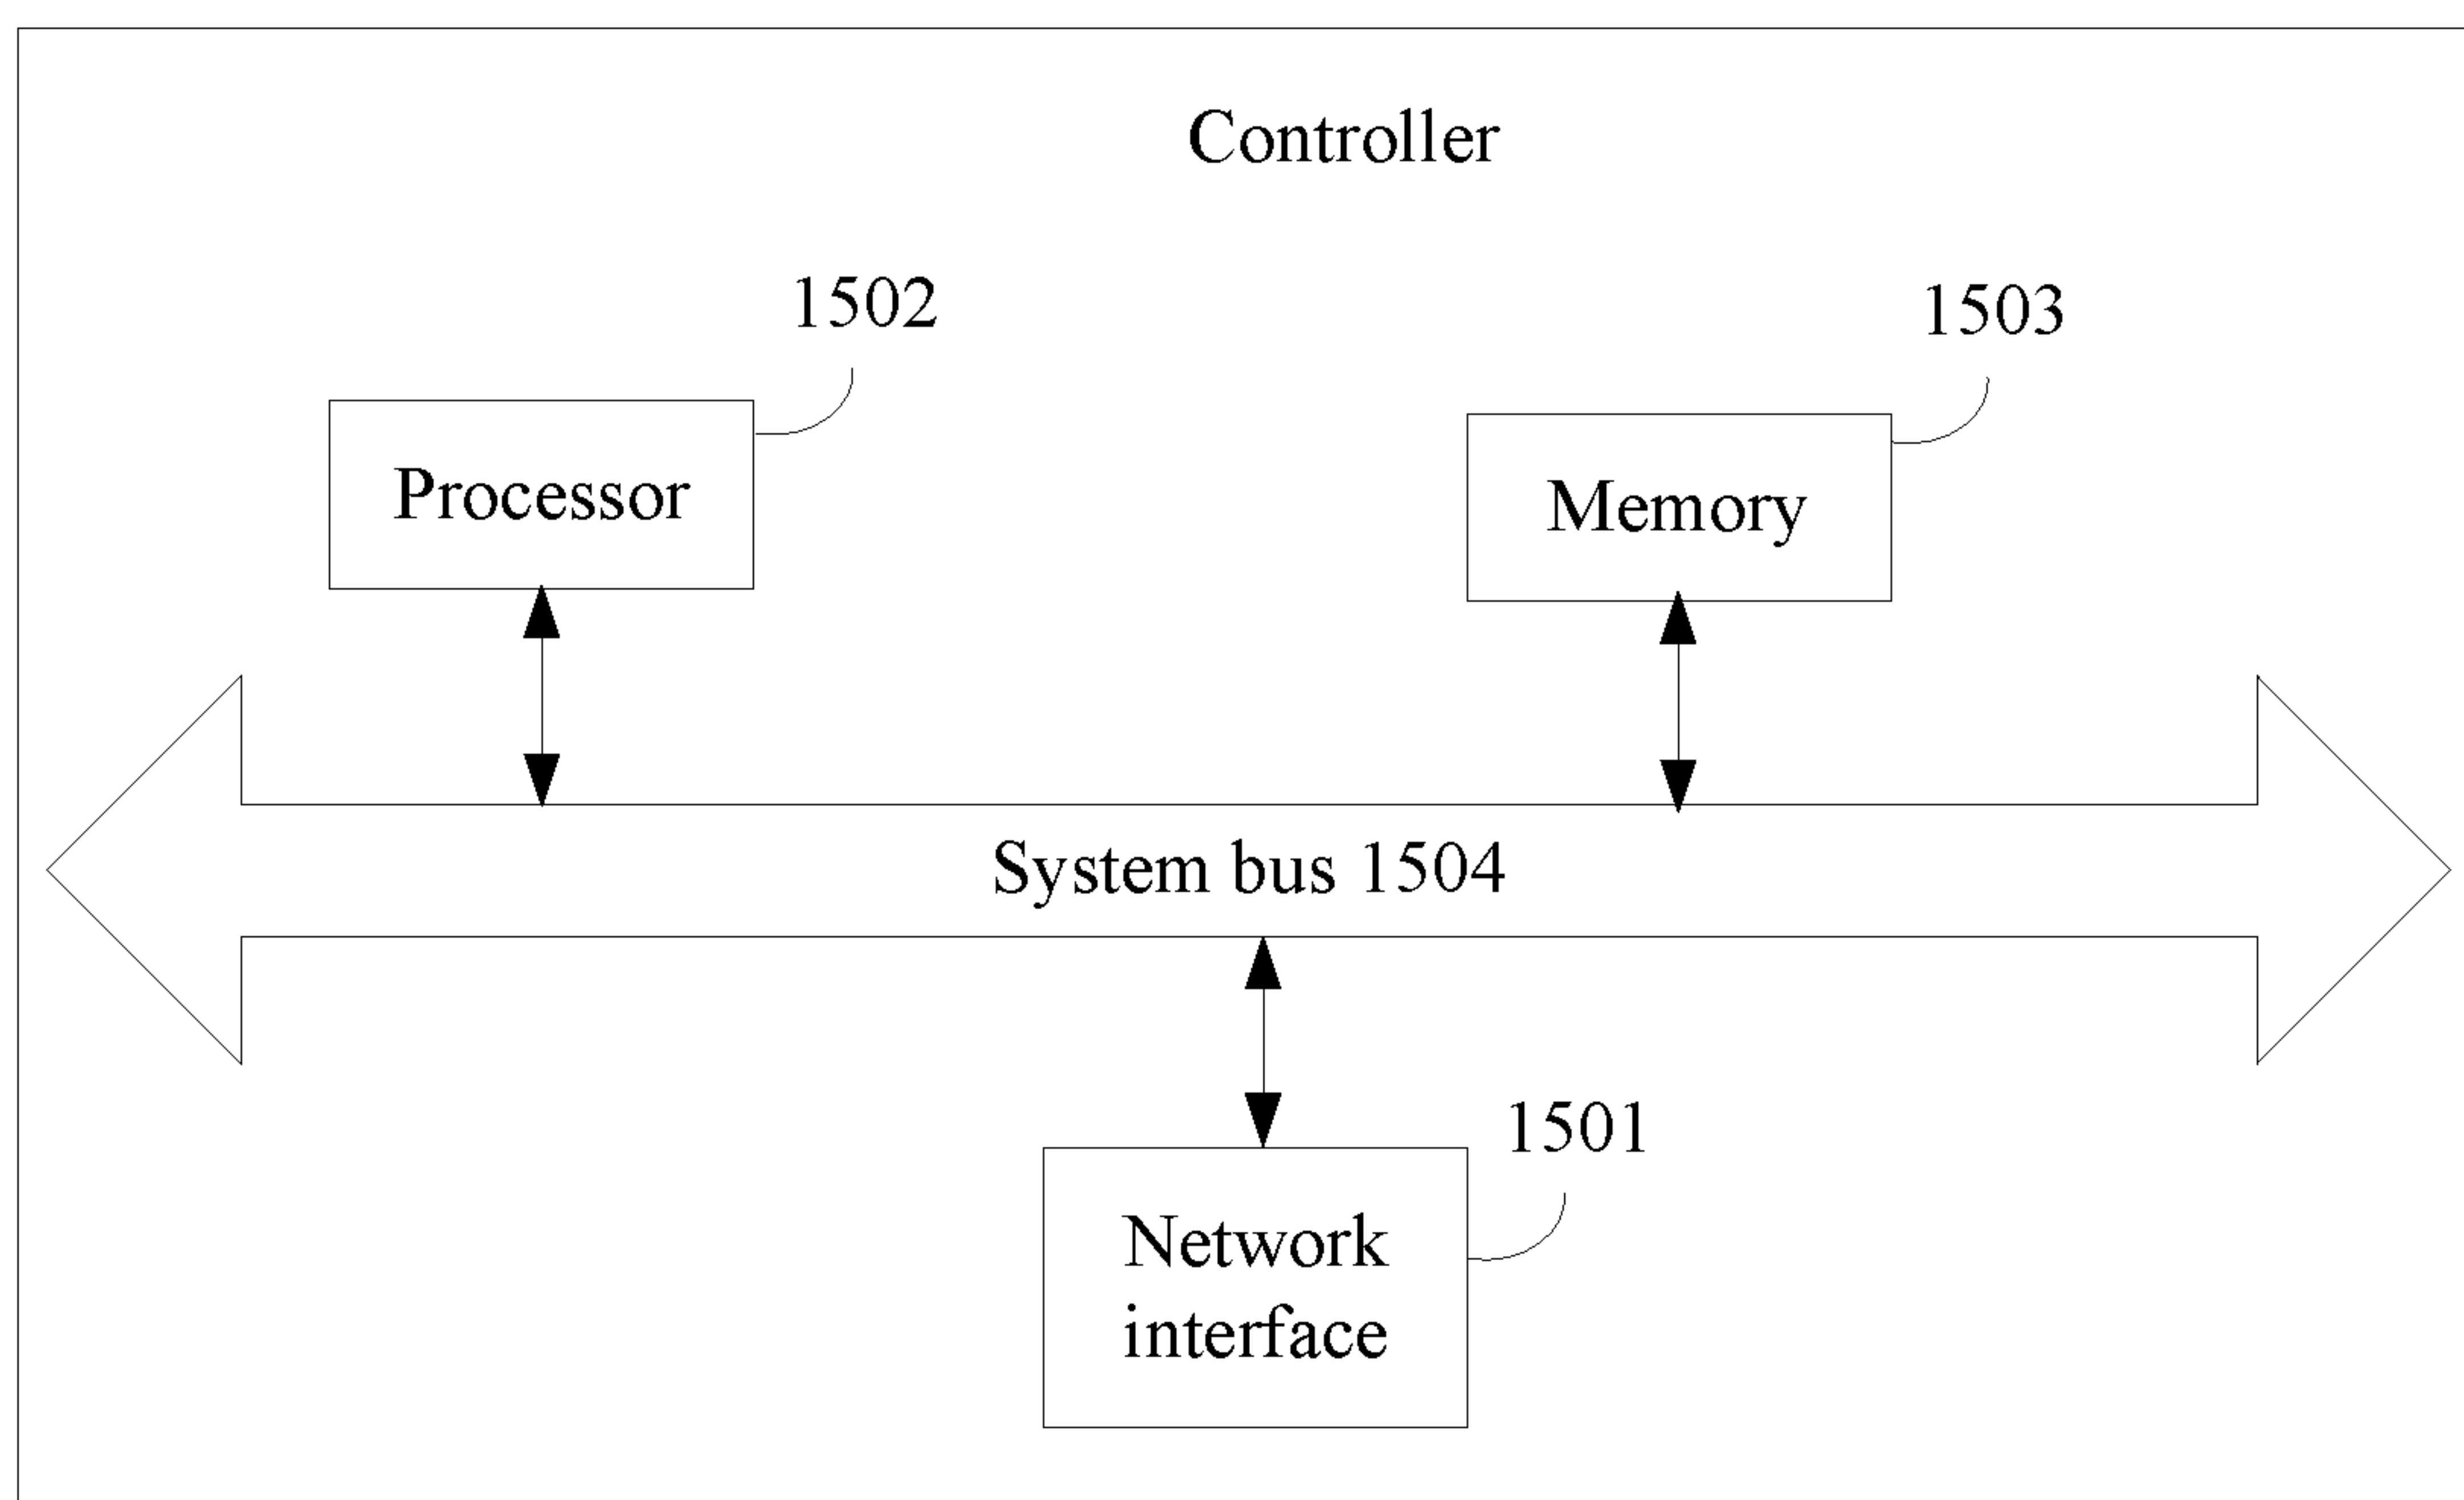 Controller
1502
1503
Processor
Memory
System bus 1504
1501
Network
interface